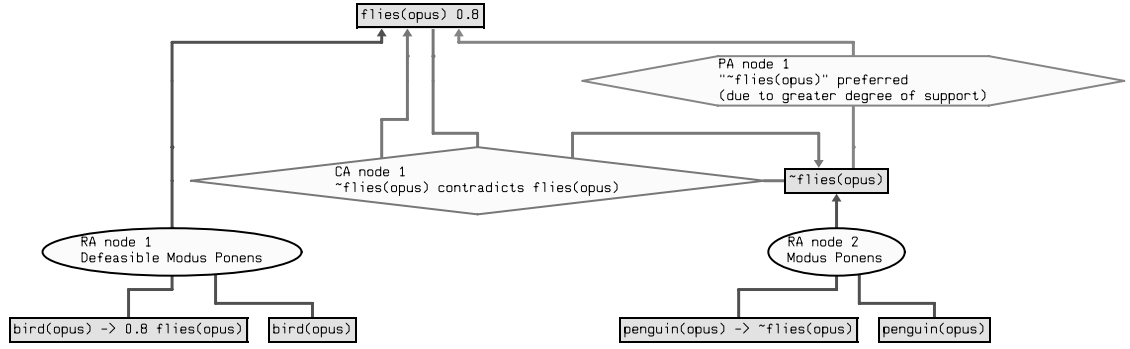 flies(opus) 0.8
PA node 1
"~flies(opus)" preferred
(due to greater degree of support)
CA node 1
~flies(opus) contradicts flies(opus)
~flies(opus)
RA node 1
Defeasible Modus Ponens
RA node 2
Modus Ponens
bird(opus) -> 0.8 flies(opus)
bird(opus)
penguin(opus) -> ~flies(opus)
penguin(opus)